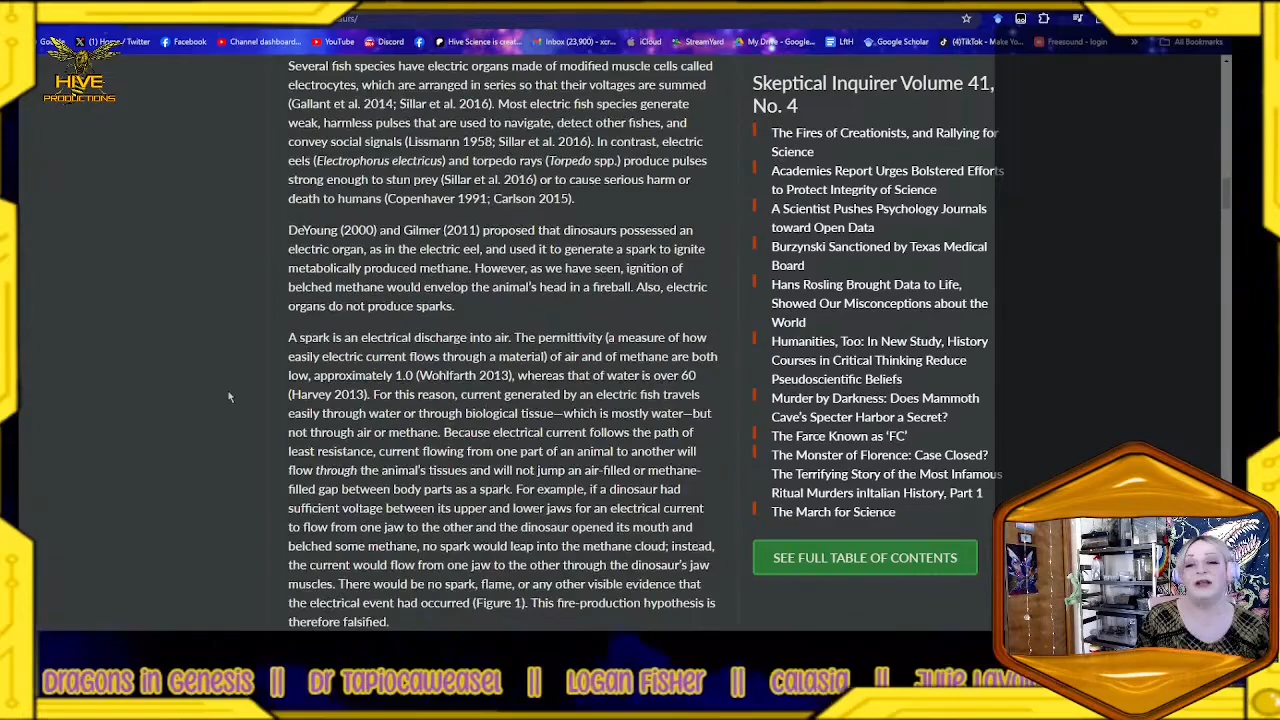 urs/
Google
(1) Home / Twitter
Facebook
Channel dashboard...
YouTube
Discord
Hive Science is creat...
Inbox (23,900) - xcr...
iCloud
StreamYard
My Drive - Google...
LftH
Google Scholar
(4)TikTok - Make Yo...
Freesound - login
»
All Bookmarks
HIVE
PRODUCTIONS
Several fish species have electric organs made of modified muscle cells called
electrocytes, which are arranged in series so that their voltages are summed
(Gallant et al. 2014; Sillar et al. 2016). Most electric fish species generate
weak, harmless pulses that are used to navigate, detect other fishes, and
convey social signals (Lissmann 1958; Sillar et al. 2016). In contrast, electric
eels (Electrophorus electricus) and torpedo rays (Torpedo spp.) produce pulses
strong enough to stun prey (Sillar et al. 2016) or to cause serious harm or
death to humans (Copenhaver 1991; Carlson 2015).
DeYoung (2000) and Gilmer (2011) proposed that dinosaurs possessed an
electric organ, as in the electric eel, and used it to generate a spark to ignite
metabolically produced methane. However, as we have seen, ignition of
belched methane would envelop the animal's head in a fireball. Also, electric
organs do not produce sparks.
A spark is an electrical discharge into air. The permittivity (a measure of how
easily electric current flows through a material) of air and of methane are both
low, approximately 1.0 (Wohlfarth 2013), whereas that of water is over 60
(Harvey 2013). For this reason, current generated by an electric fish travels
easily through water or through biological tissue—which is mostly water—but
not through air or methane. Because electrical current follows the path of
least resistance, current flowing from one part of an animal to another will
flow through the animal's tissues and will not jump an air-filled or methane-
filled gap between body parts as a spark. For example, if a dinosaur had
sufficient voltage between its upper and lower jaws for an electrical current
to flow from one jaw to the other and the dinosaur opened its mouth and
belched some methane, no spark would leap into the methane cloud; instead,
the current would flow from one jaw to the other through the dinosaur's jaw
muscles. There would be no spark, flame, or any other visible evidence that
the electrical event had occurred (Figure 1). This fire-production hypothesis is
therefore falsified.
Skeptical Inquirer Volume 41,
No. 4
The Fires of Creationists, and Rallying for
Science
Academies Report Urges Bolstered Efforts
to Protect Integrity of Science
A Scientist Pushes Psychology Journals
toward Open Data
Burzynski Sanctioned by Texas Medical
Board
Hans Rosling Brought Data to Life,
Showed Our Misconceptions about the
World
Humanities, Too: In New Study, History
Courses in Critical Thinking Reduce
Pseudoscientific Beliefs
Murder by Darkness: Does Mammoth
Cave's Specter Harbor a Secret?
The Farce Known as 'FC'
The Monster of Florence: Case Closed?
The Terrifying Story of the Most Infamous
Ritual Murders inItalian History, Part 1
The March for Science
SEE FULL TABLE OF CONTENTS
Dragons in Genesis || Dr Tapiocaweasel || Logan Fisher || Calasia || Julie